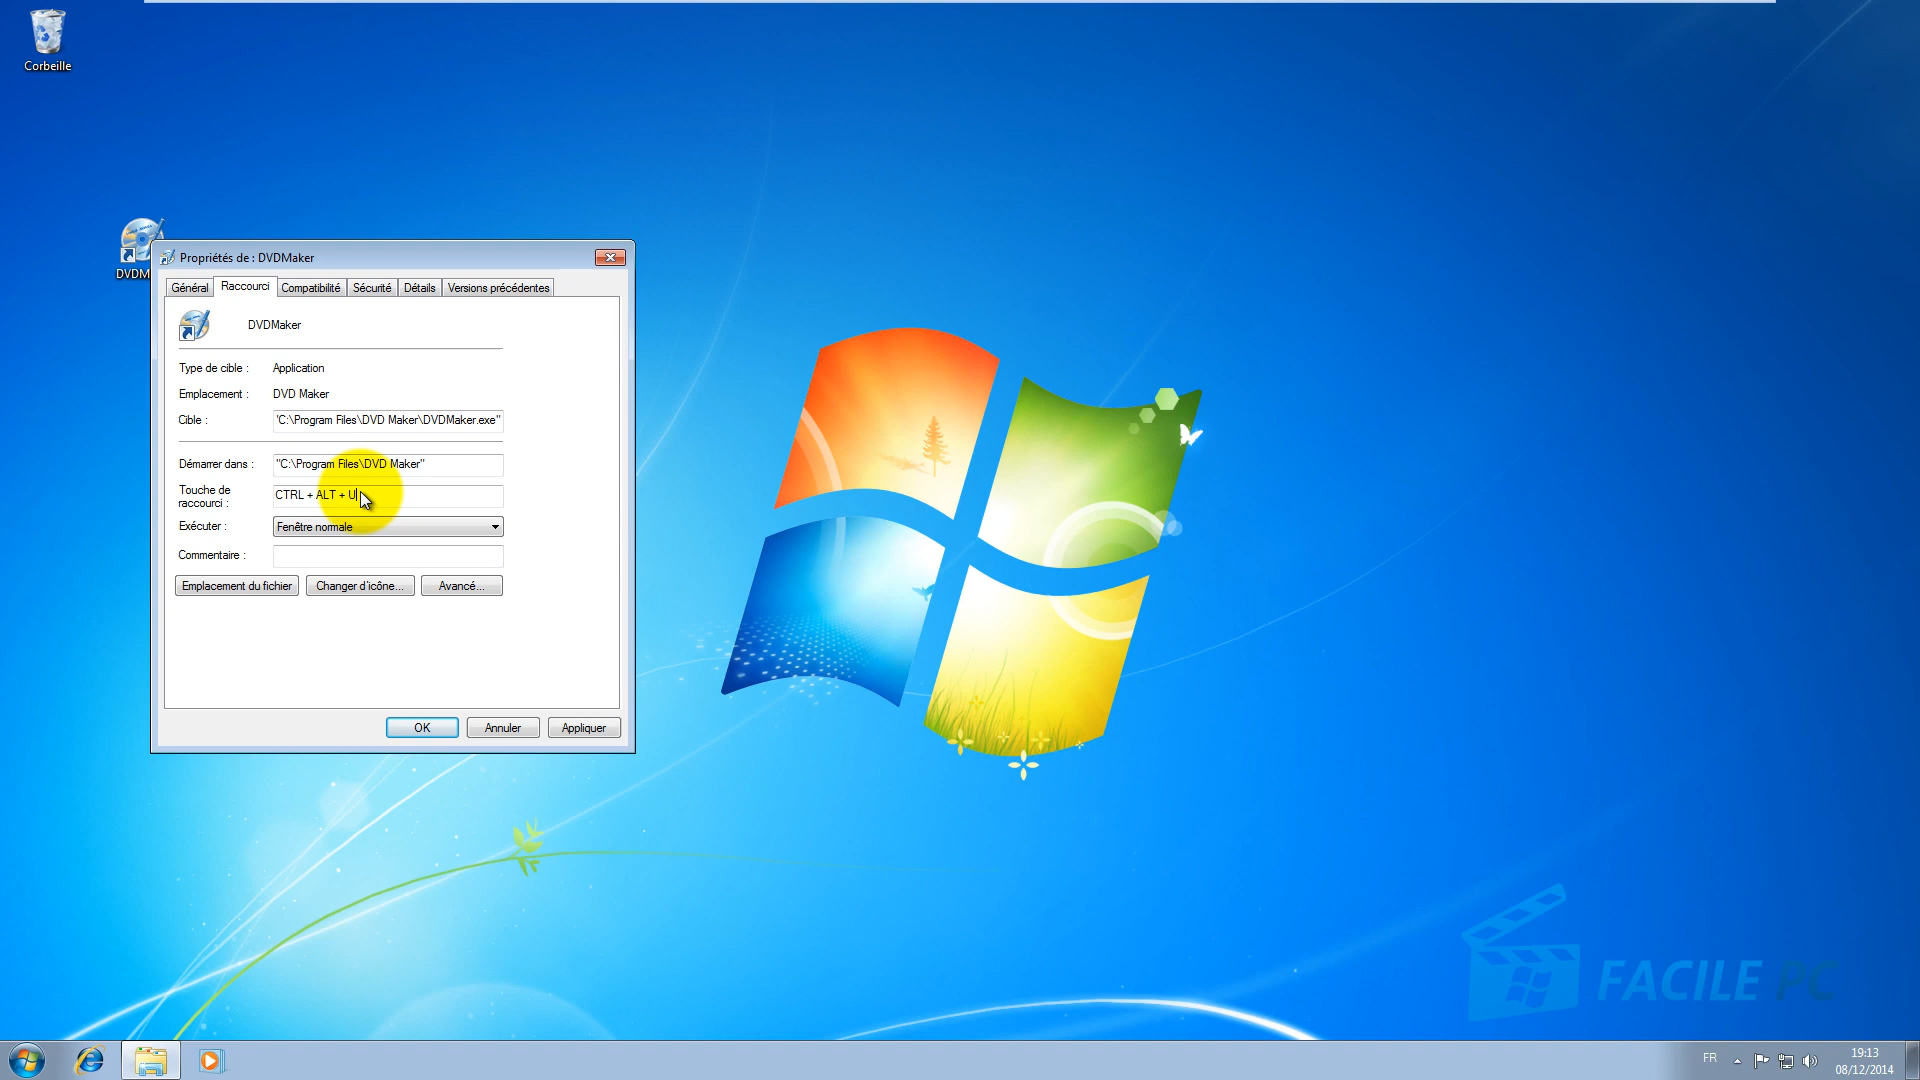 Corbeille
DVDM
Propriétés de : DVDMaker
Général Raccourci Compatibilité Sécurité Détails Versions précédentes
DVDMaker
Type de cible : Application
Emplacement : DVD Maker
Cible : "C:\Program Files\DVD Maker\DVDMaker.exe"
Démarrer dans : "C:\Program Files\DVD Maker"
Touche de raccourci : CTRL + ALT + U
Exécuter : Fenêtre normale
Commentaire :
Emplacement du fichier Changer d'icône... Avancé...
OK Annuler Appliquer
FACILE PC
FR
19:13
08/12/2014